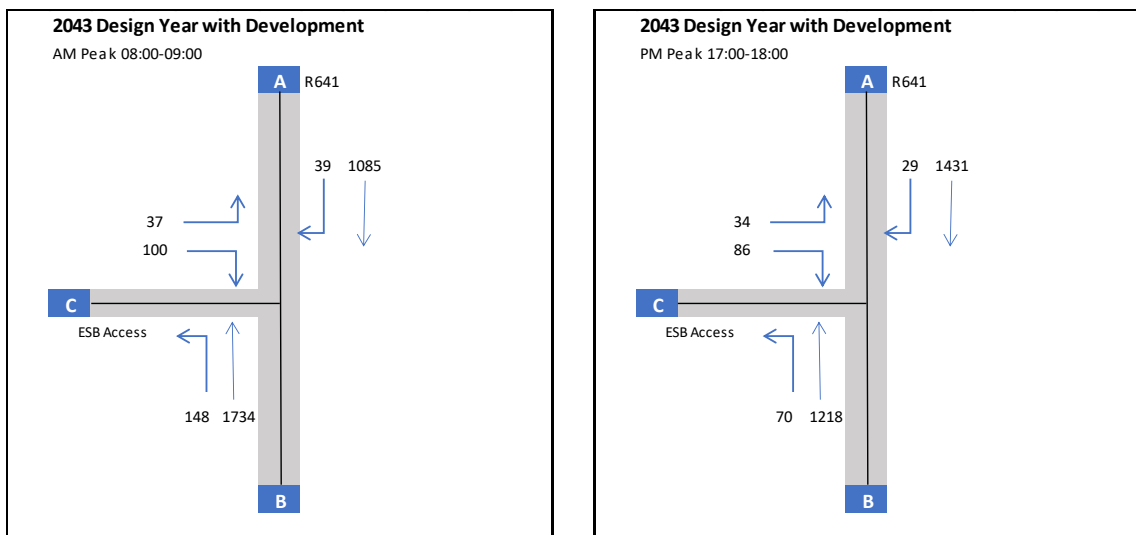 2043 Design Year with Development
AM Peak 08:00-09:00
A R641
39 1085
37
100
C
ESB Access
148 1734
B
2043 Design Year with Development
PM Peak 17:00-18:00
A R641
29 1431
34
86
C
ESB Access
70 1218
B